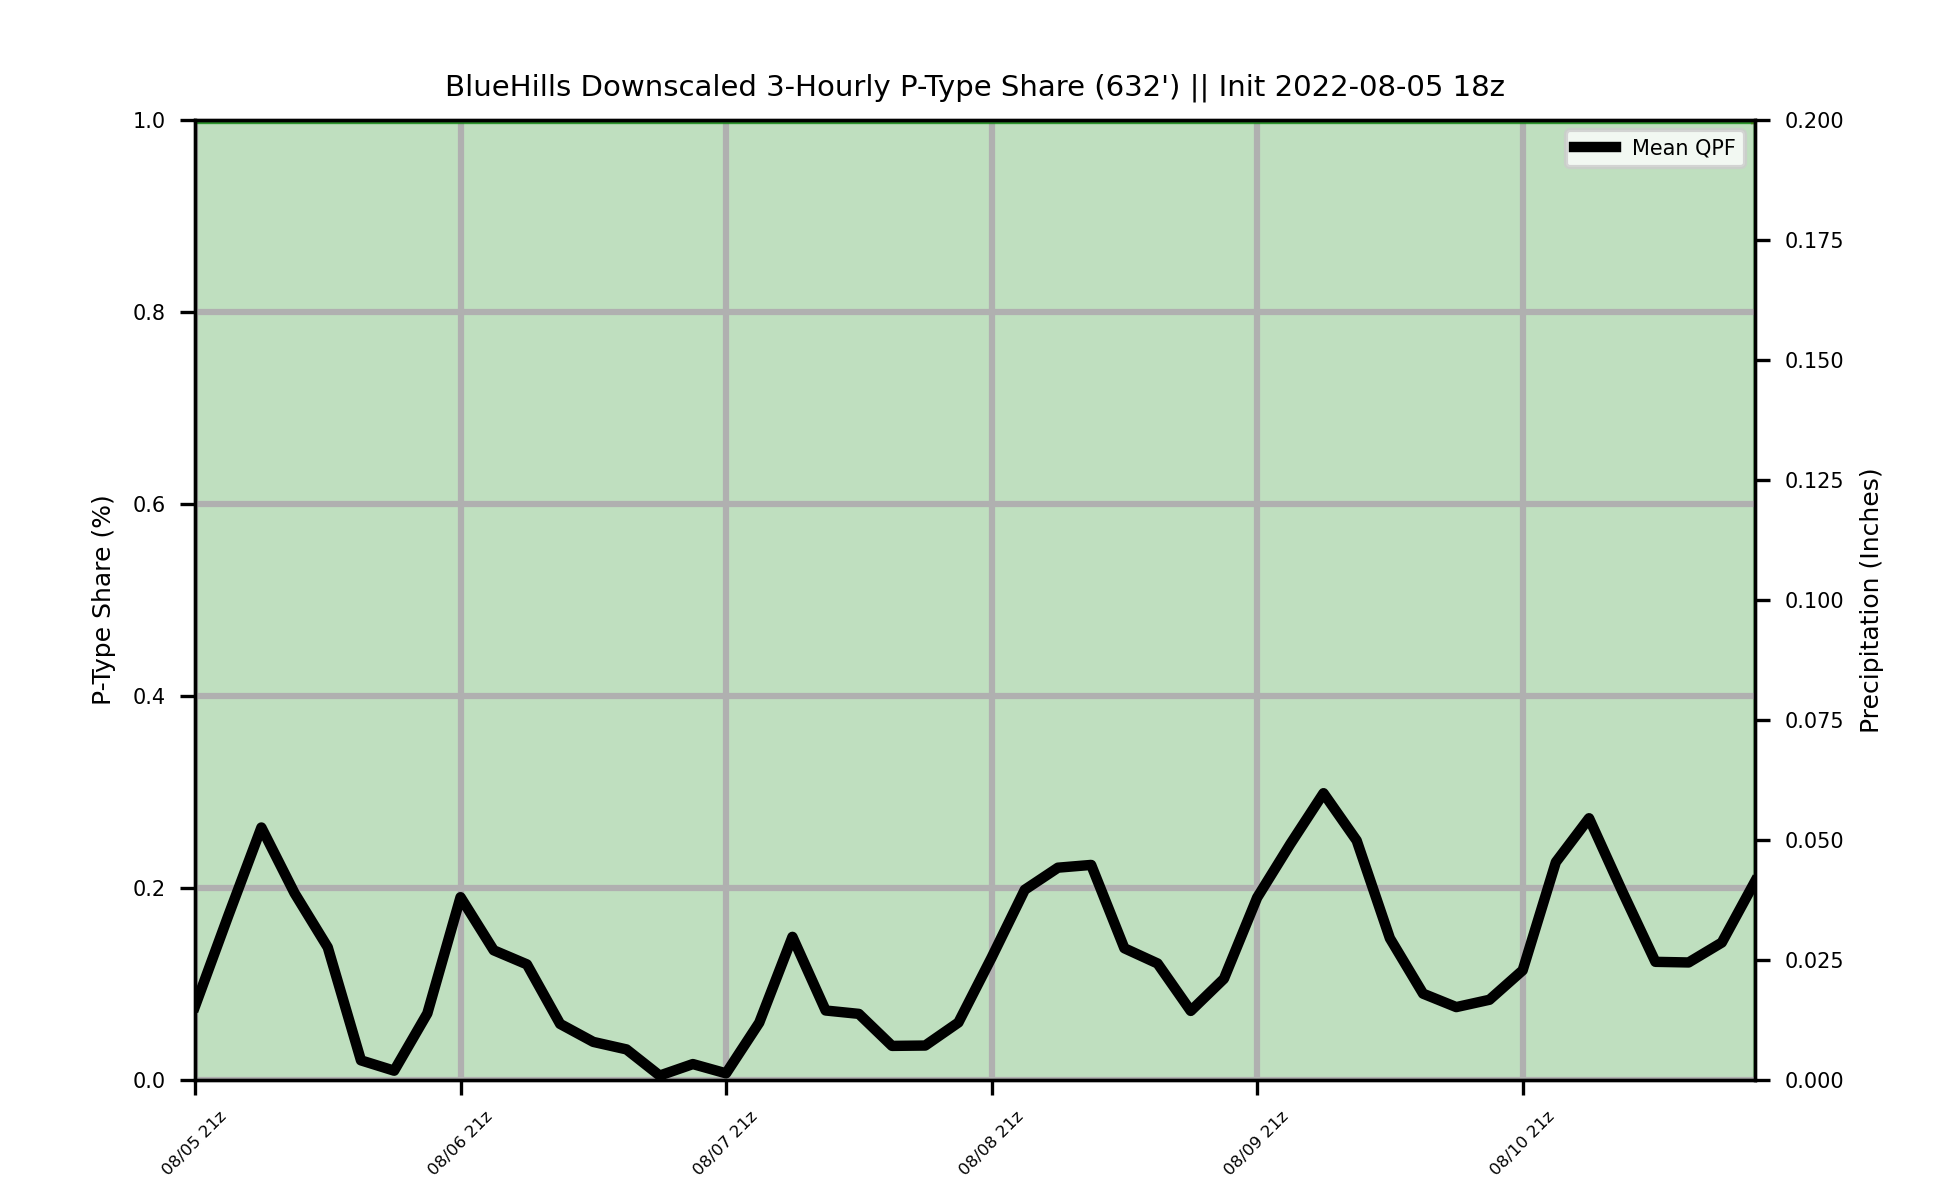 BlueHills Downscaled 3-Hourly P-Type Share (632') || Init 2022-08-05 18z
Mean QPF
P-Type Share (%)
1.0
0.8
0.6
0.4
0.2
0.0
0.200
0.175
0.150
0.125
0.100
0.075
0.050
0.025
0.000
Precipitation (Inches)
08/05 21z
08/06 21z
08/07 21z
08/08 21z
08/09 21z
08/10 21z